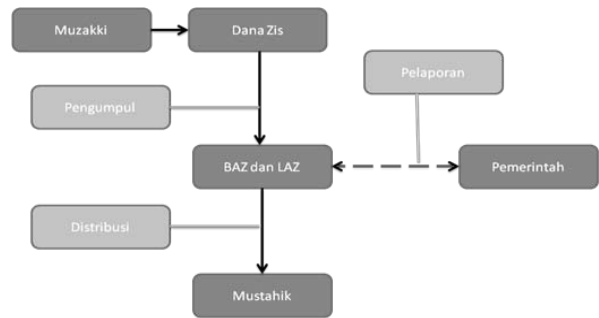 Muzakki
Dana Zis
Pelaporan
Pengumpul
BAZ dan LAZ
Pemerintah
Distribusi
Mustahik